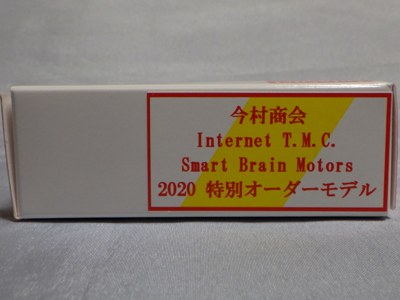 今村商会
Internet T.M.C.
Smart Brain Motors
2020 特別オーダーモデル